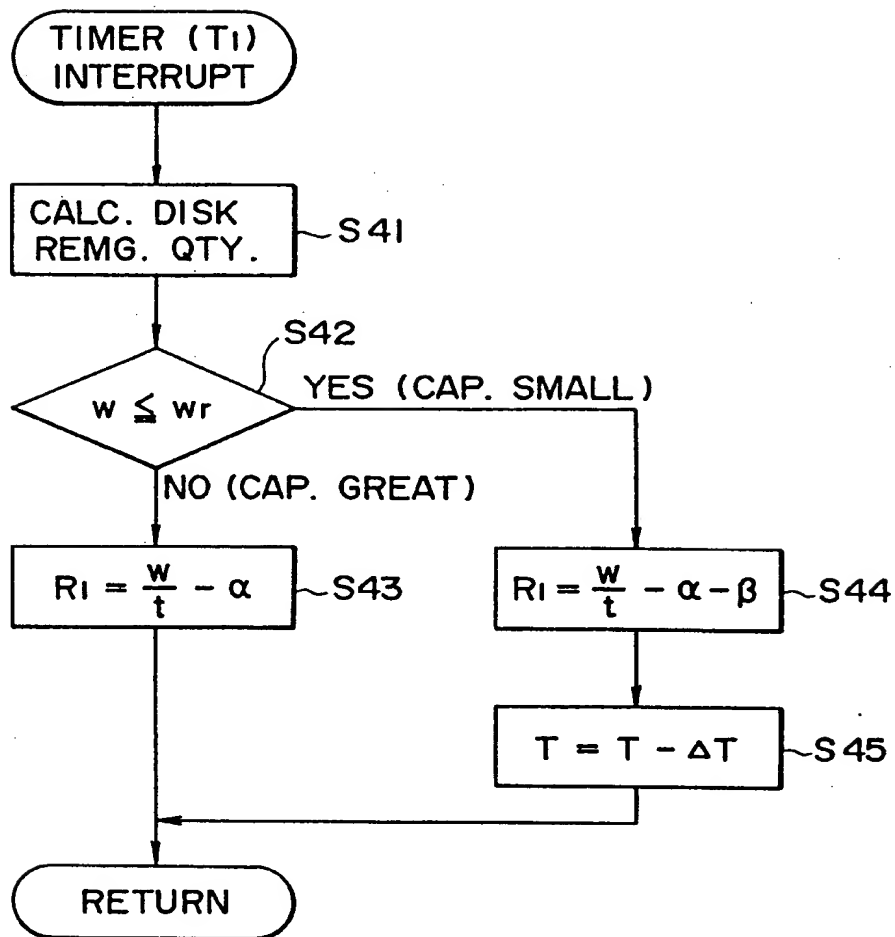 TIMER (T1)
INTERRUPT
CALC. DISK
REMG. QTY.
S41
S42
w ≦ wr
YES (CAP. SMALL)
NO (CAP. GREAT)
R1 = w/t - α
S43
R1 = w/t - α - β
S44
T = T - ΔT
S45
RETURN